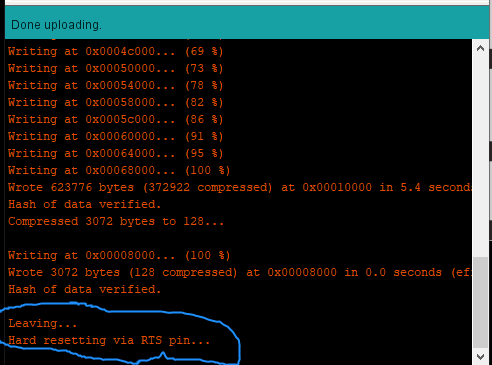 Done uploading.
Writing at 0x0004c000... (69 %)
Writing at 0x00050000... (73 %)
Writing at 0x00054000... (78 %)
Writing at 0x00058000... (82 %)
Writing at 0x0005c000... (86 %)
Writing at 0x00060000... (91 %)
Writing at 0x00064000... (95 %)
Writing at 0x00068000... (100 %)
Wrote 623776 bytes (372922 compressed) at 0x00010000 in 5.4 second
Hash of data verified.
Compressed 3072 bytes to 128...
Writing at 0x00008000... (100 %)
Wrote 3072 bytes (128 compressed) at 0x00008000 in 0.0 seconds (ef
Hash of data verified.
Leaving...
Hard resetting via RTS pin...